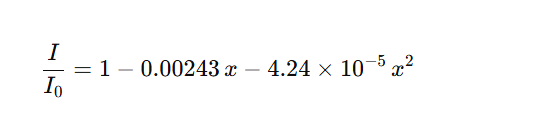 I/I₀ = 1 − 0.00243 x − 4.24 × 10⁻⁵ x²